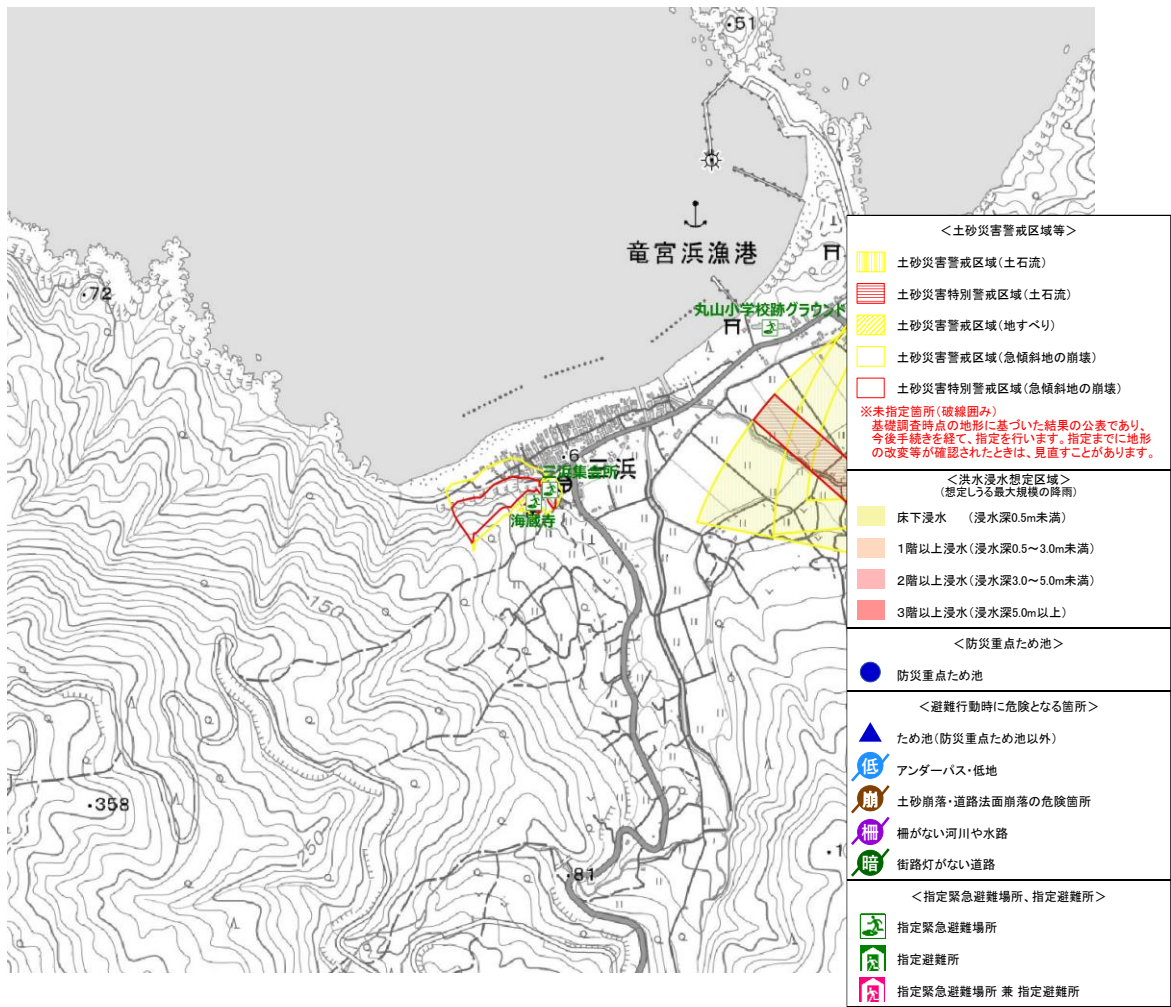 ・51
竜宮浜漁港
・72
丸山小学校跡グラウンド
・6
三浜
三浜集会所
海蔵寺
150
・358
250
・81
<土砂災害警戒区域等>
土砂災害警戒区域(土石流)
土砂災害特別警戒区域(土石流)
土砂災害警戒区域(地すべり)
土砂災害警戒区域(急傾斜地の崩壊)
土砂災害特別警戒区域(急傾斜地の崩壊)
※未指定箇所(破線囲み)
基礎調査時点の地形に基づいた結果の公表であり、
今後手続きを経て、指定を行います。指定までに地形
の改変等が確認されたときは、見直すことがあります。
<洪水浸水想定区域>
(想定しうる最大規模の降雨)
床下浸水　(浸水深0.5m未満)
1階以上浸水(浸水深0.5～3.0m未満)
2階以上浸水(浸水深3.0～5.0m未満)
3階以上浸水(浸水深5.0m以上)
<防災重点ため池>
防災重点ため池
<避難行動時に危険となる箇所>
ため池(防災重点ため池以外)
低 アンダーパス・低地
崩 土砂崩落・道路法面崩落の危険箇所
柵 柵がない河川や水路
暗 街路灯がない道路
<指定緊急避難場所、指定避難所>
指定緊急避難場所
指定避難所
指定緊急避難場所 兼 指定避難所